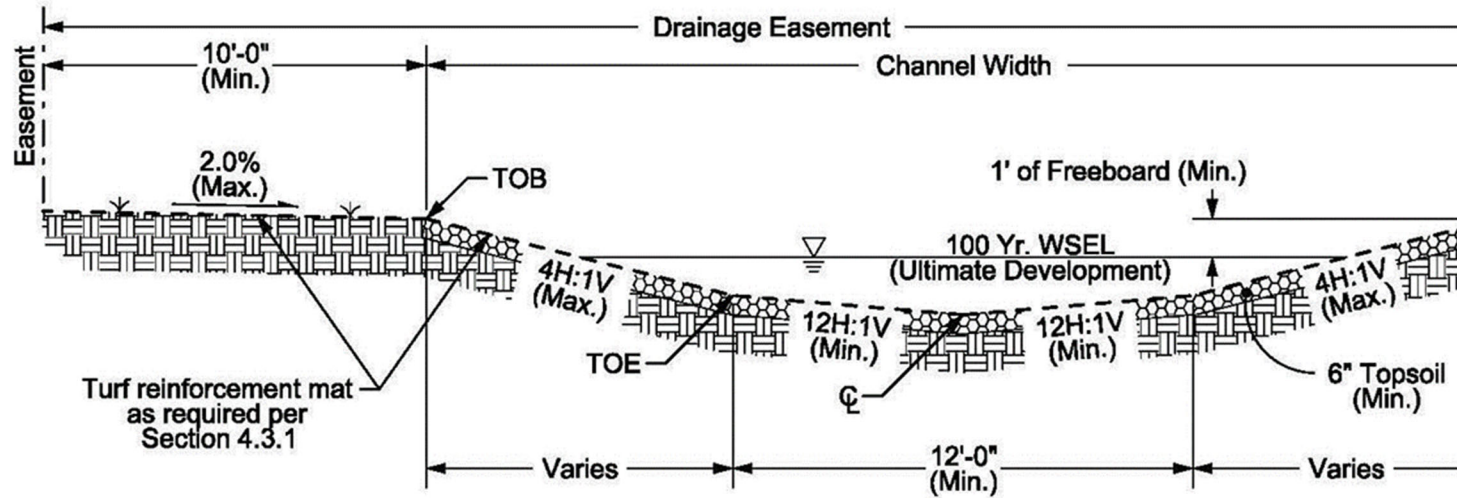 Drainage Easement
10'-0"
(Min.)
Channel Width
Easement
2.0%
(Max.)
TOB
1' of Freeboard (Min.)
100 Yr. WSEL
(Ultimate Development)
4H:1V
(Max.)
4H:1V
(Max.)
12H:1V
(Min.)
12H:1V
(Min.)
TOE
℄
6" Topsoil
(Min.)
Turf reinforcement mat
as required per
Section 4.3.1
Varies
12'-0"
(Min.)
Varies